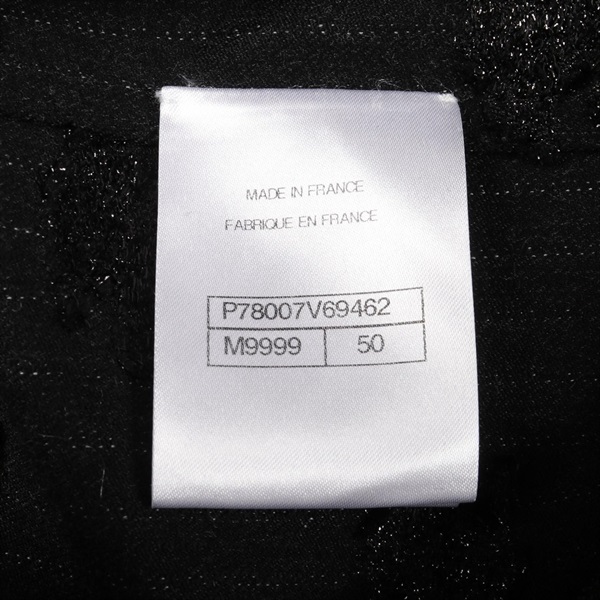 MADE IN FRANCE
FABRIQUE EN FRANCE
P78007V69462
M9999 50